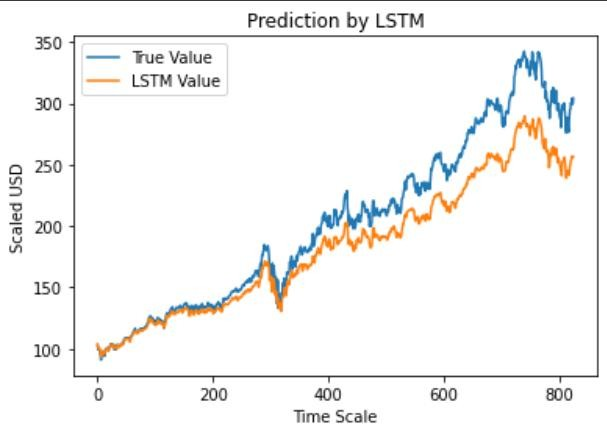 Prediction by LSTM
350
300
250
200
150
100
True Value
LSTM Value
Scaled USD
0 200 400 600 800
Time Scale